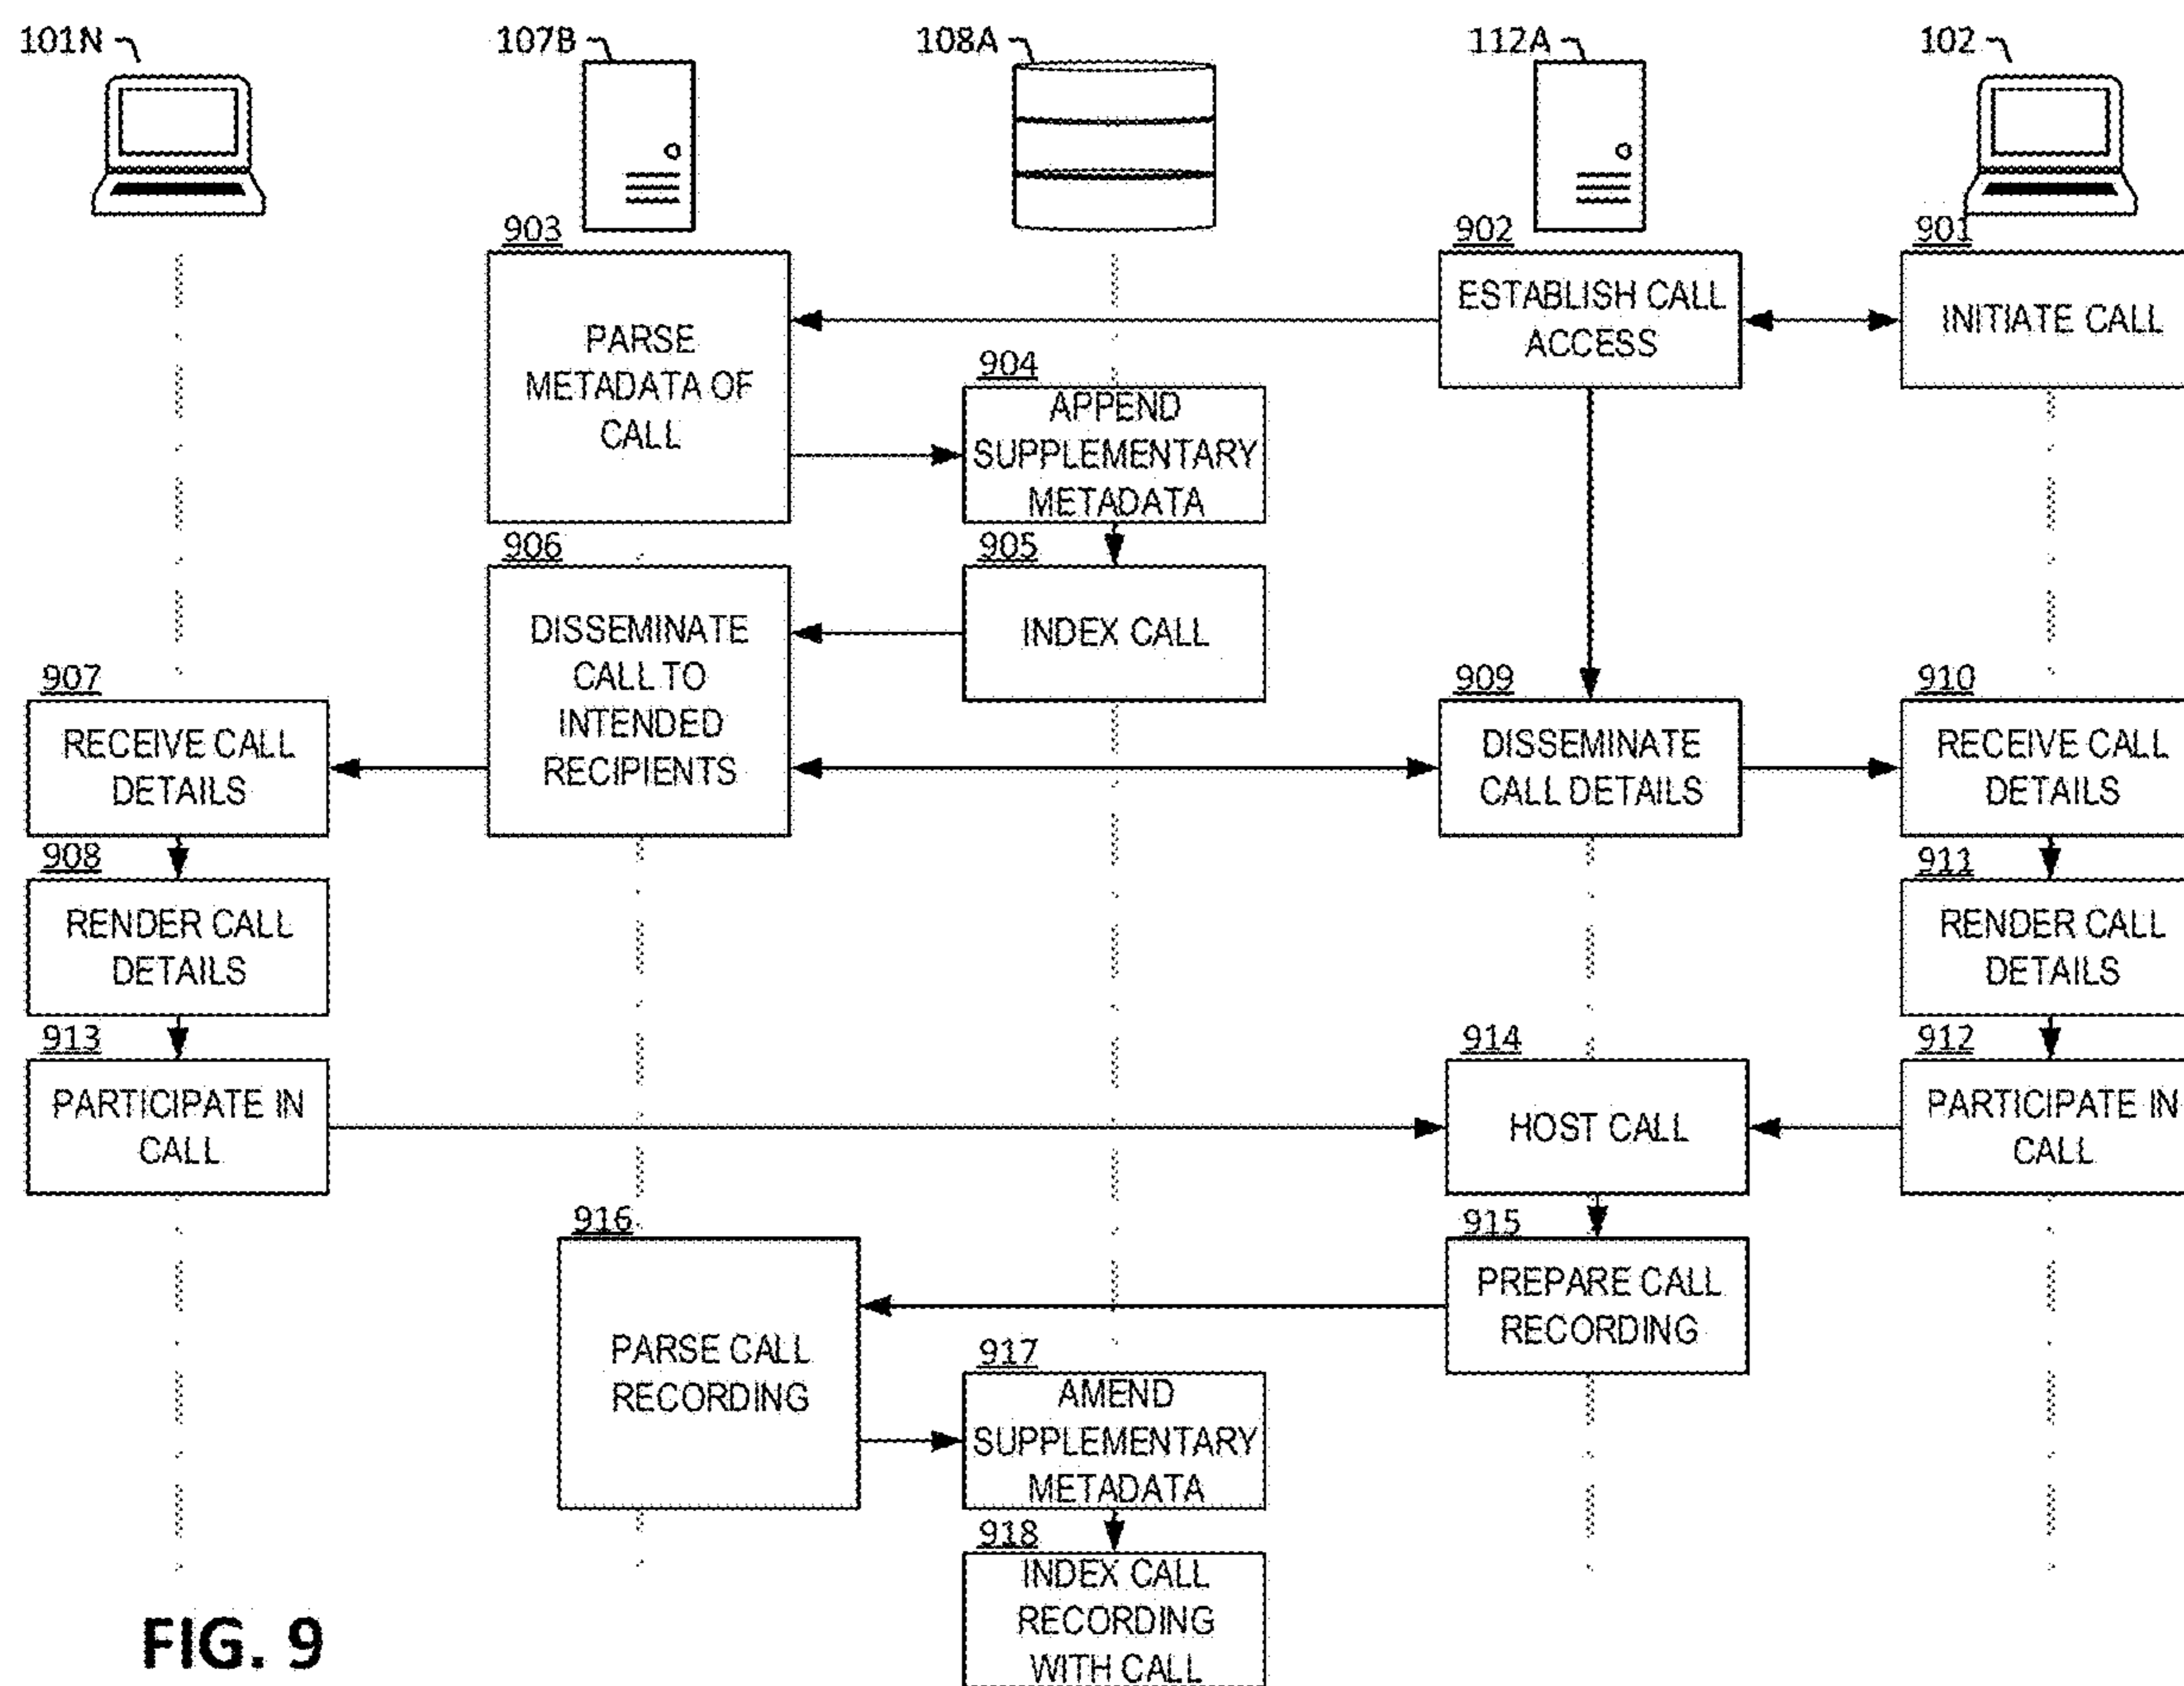 101N
107B
108A
112A
102
903
902
901
PARSE
METADATA OF
CALL
ESTABLISH CALL
ACCESS
INITIATE CALL
904
APPEND
SUPPLEMENTARY
METADATA
906
905
DISSEMINATE
CALL TO
INTENDED
RECIPIENTS
INDEX CALL
907
909
910
RECEIVE CALL
DETAILS
DISSEMINATE
CALL DETAILS
RECEIVE CALL
DETAILS
908
911
RENDER CALL
DETAILS
RENDER CALL
DETAILS
913
914
912
PARTICIPATE IN
CALL
HOST CALL
PARTICIPATE IN
CALL
916
915
PARSE CALL
RECORDING
PREPARE CALL
RECORDING
917
AMEND
SUPPLEMENTARY
METADATA
918
INDEX CALL
RECORDING
WITH CALL
FIG. 9